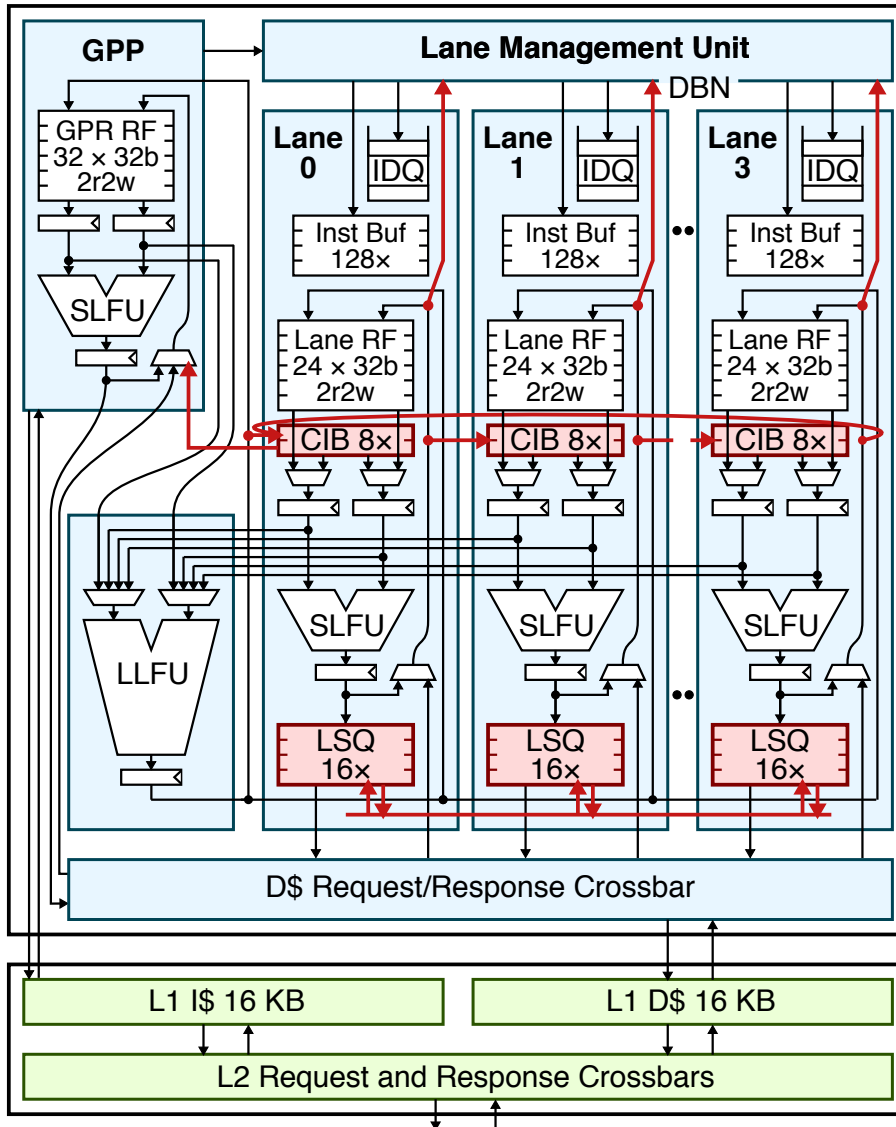 GPP
Lane Management Unit
DBN
GPR RF
32 × 32b
2r2w
SLFU
Lane
0
IDQ
Inst Buf
128×
Lane RF
24 × 32b
2r2w
CIB 8×
SLFU
LSQ
16×
Lane
1
IDQ
Inst Buf
128×
Lane RF
24 × 32b
2r2w
CIB 8×
SLFU
LSQ
16×
Lane
3
IDQ
Inst Buf
128×
Lane RF
24 × 32b
2r2w
CIB 8×
SLFU
LSQ
16×
LLFU
D$ Request/Response Crossbar
L1 I$ 16 KB
L1 D$ 16 KB
L2 Request and Response Crossbars